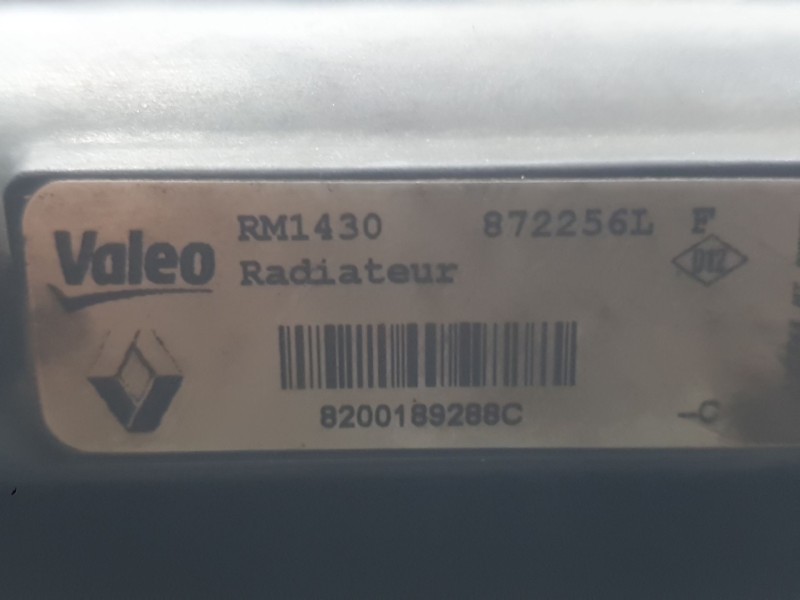 Valeo
RM1430 872256L F
Radiateur
8200189288C